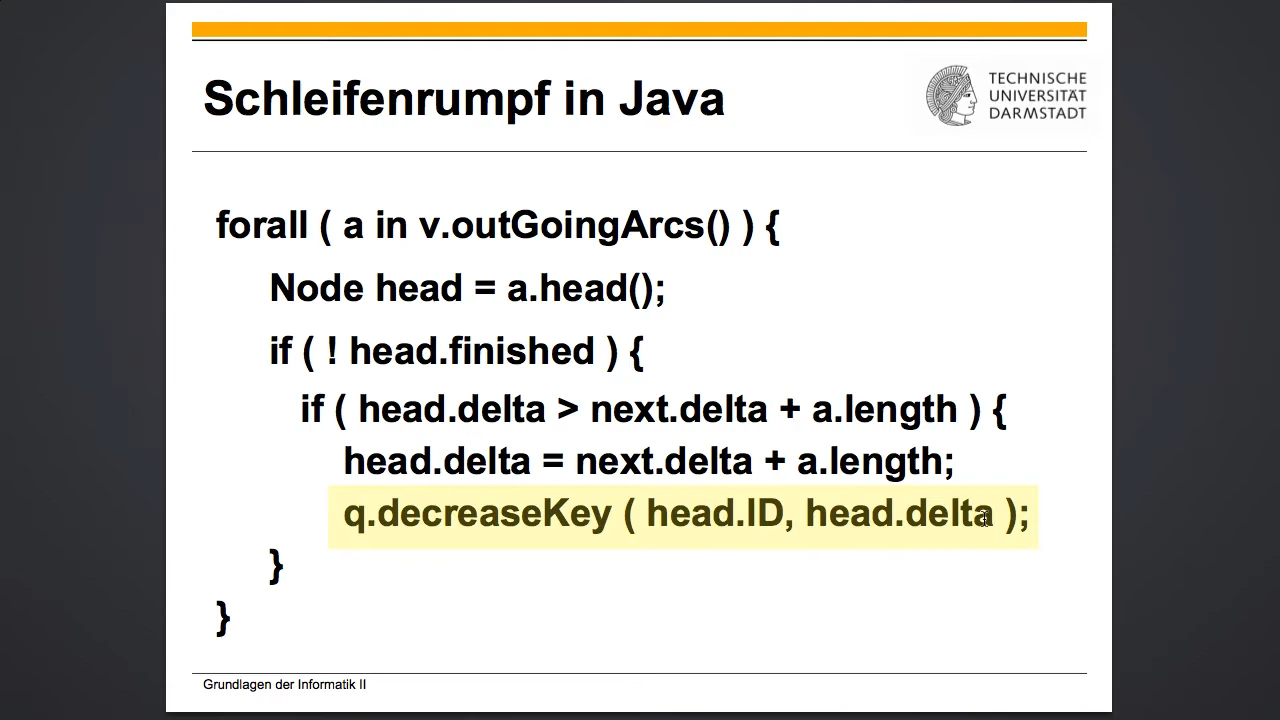 Schleifenrumpf in Java
TECHNISCHE
UNIVERSITÄT
DARMSTADT
forall ( a in v.outGoingArcs() ) {
Node head = a.head();
if ( ! head.finished ) {
if ( head.delta > next.delta + a.length ) {
head.delta = next.delta + a.length;
q.decreaseKey ( head.ID, head.delta );
}
}
Grundlagen der Informatik II